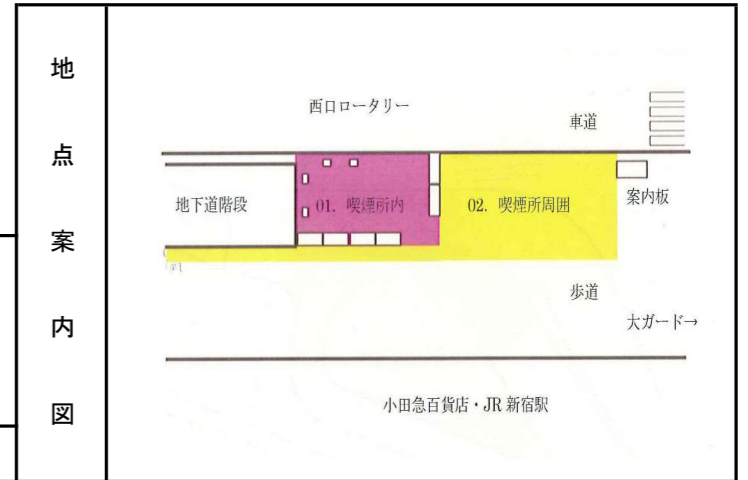 地点案内図
西口ロータリー
車道
地下道階段
01. 喫煙所内
02. 喫煙所周囲
案内板
歩道
大ガード→
小田急百貨店・JR 新宿駅